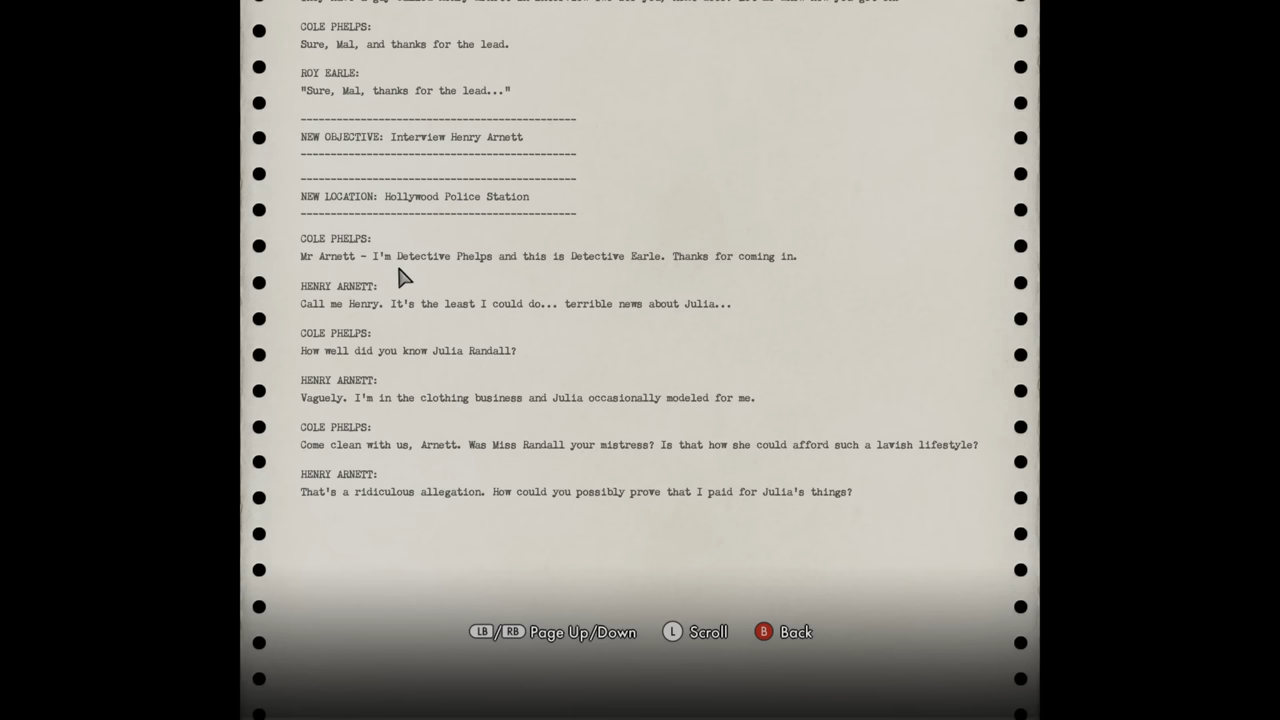 COLE PHELPS:
Sure, Mal, and thanks for the lead.
ROY EARLE:
"Sure, Mal, thanks for the lead..."
----------------------------------------------
NEW OBJECTIVE: Interview Henry Arnett
----------------------------------------------
----------------------------------------------
NEW LOCATION: Hollywood Police Station
----------------------------------------------
COLE PHELPS:
Mr Arnett - I'm Detective Phelps and this is Detective Earle. Thanks for coming in.
HENRY ARNETT:
Call me Henry. It's the least I could do... terrible news about Julia...
COLE PHELPS:
How well did you know Julia Randall?
HENRY ARNETT:
Vaguely. I'm in the clothing business and Julia occasionally modeled for me.
COLE PHELPS:
Come clean with us, Arnett. Was Miss Randall your mistress? Is that how she could afford such a lavish lifestyle?
HENRY ARNETT:
That's a ridiculous allegation. How could you possibly prove that I paid for Julia's things?
LB/RB Page Up/Down L Scroll B Back